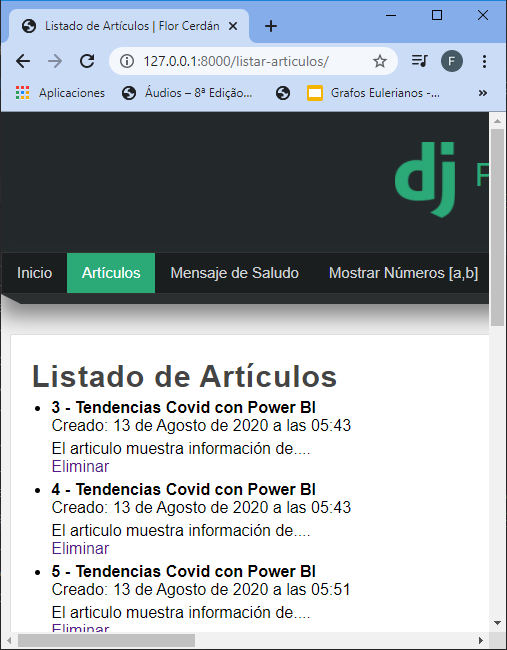 Listado de Artículos | Flor Cerdán
127.0.0.1:8000/listar-articulos/
F
Aplicaciones
Áudios – 8ª Edição...
Grafos Eulerianos -...
»
dj F
Inicio
Artículos
Mensaje de Saludo
Mostrar Números [a,b]
Listado de Artículos
3 - Tendencias Covid con Power BI
Creado: 13 de Agosto de 2020 a las 05:43
El articulo muestra información de....
Eliminar
4 - Tendencias Covid con Power BI
Creado: 13 de Agosto de 2020 a las 05:43
El articulo muestra información de....
Eliminar
5 - Tendencias Covid con Power BI
Creado: 13 de Agosto de 2020 a las 05:51
El articulo muestra información de....
Eliminar